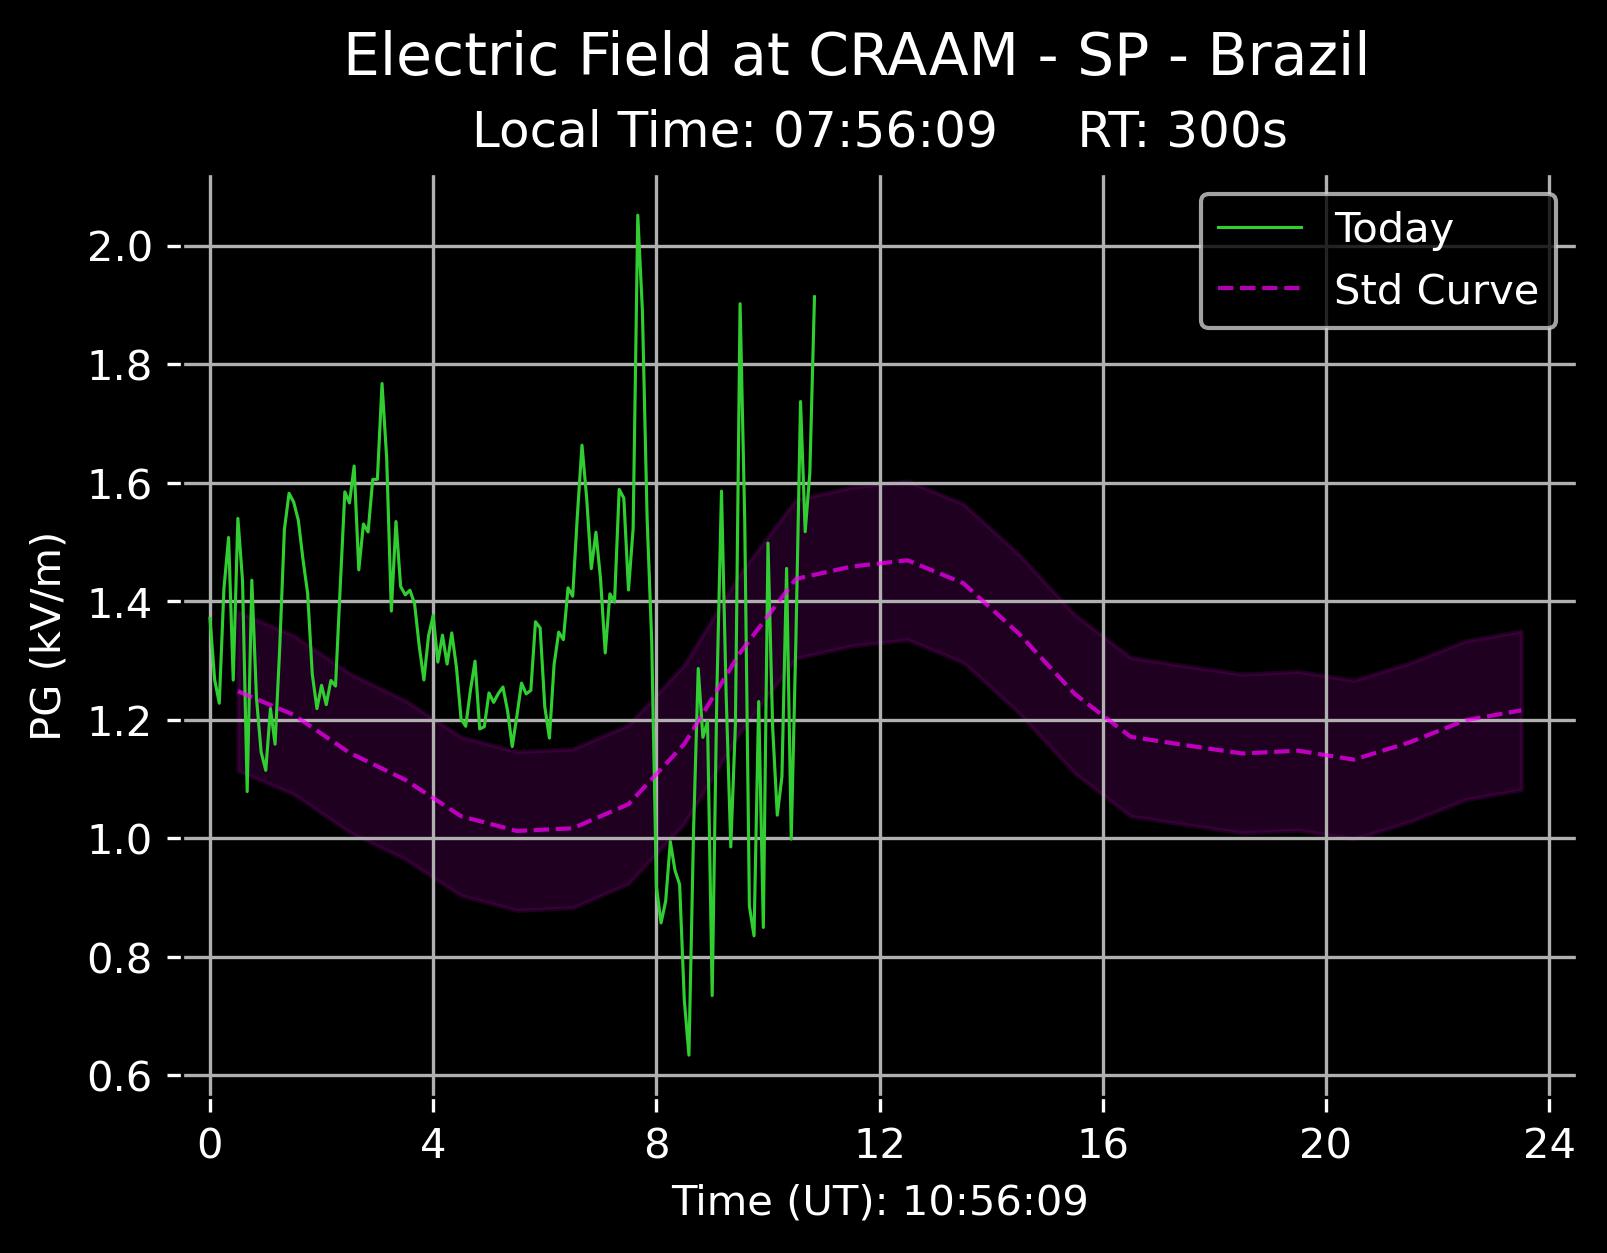 Electric Field at CRAAM - SP - Brazil
Local Time: 07:56:09 RT: 300s
Today
Std Curve
PG (kV/m)
2.0
1.8
1.6
1.4
1.2
1.0
0.8
0.6
0 4 8 12 16 20 24
Time (UT): 10:56:09